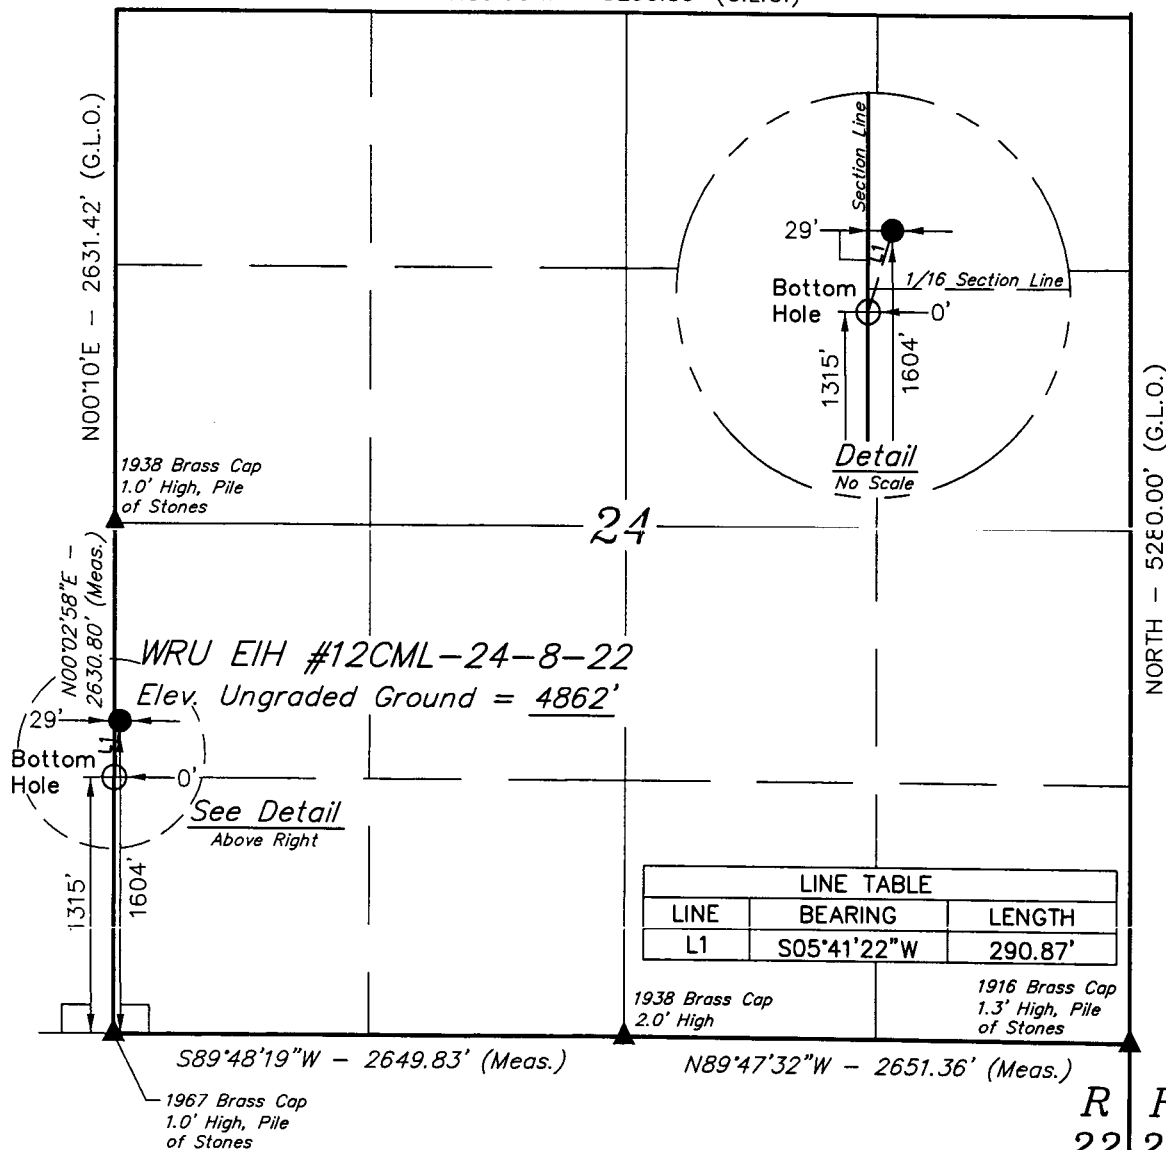 N00°10'E - 2631.42' (G.L.O.)
Section Line
29'
L1
1/16 Section Line
Bottom
Hole
0'
1315'
1604'
Detail
No Scale
NORTH - 5280.00' (G.L.O.)
1938 Brass Cap
1.0' High, Pile
of Stones
24
N00°02'58"E -
2630.80' (Meas.)
WRU EIH #12CML-24-8-22
Elev. Ungraded Ground = 4862'
29'
L1
Bottom
Hole
0'
See Detail
Above Right
1315'
1604'
LINE TABLE
LINE BEARING LENGTH
L1 S05°41'22"W 290.87'
1938 Brass Cap
2.0' High
1916 Brass Cap
1.3' High, Pile
of Stones
S89°48'19"W - 2649.83' (Meas.)
N89°47'32"W - 2651.36' (Meas.)
1967 Brass Cap
1.0' High, Pile
of Stones
R
22